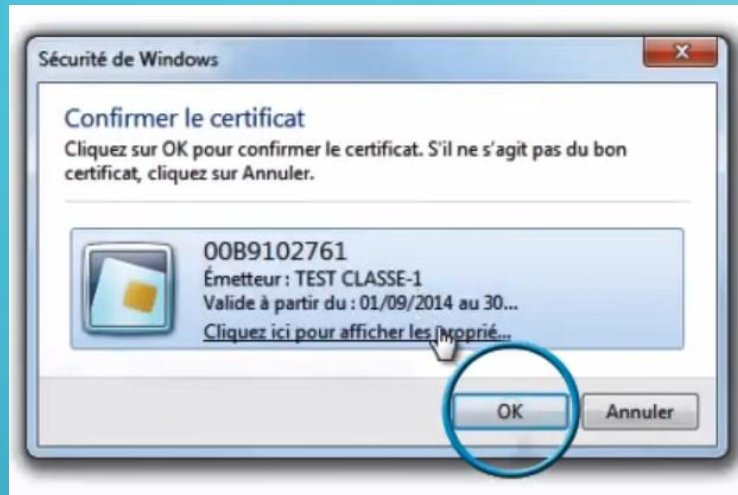 Sécurité de Windows
Confirmer le certificat
Cliquez sur OK pour confirmer le certificat. S'il ne s'agit pas du bon
certificat, cliquez sur Annuler.
00B9102761
Émetteur : TEST CLASSE-1
Valide à partir du : 01/09/2014 au 30...
Cliquez ici pour afficher les proprié...
OK
Annuler